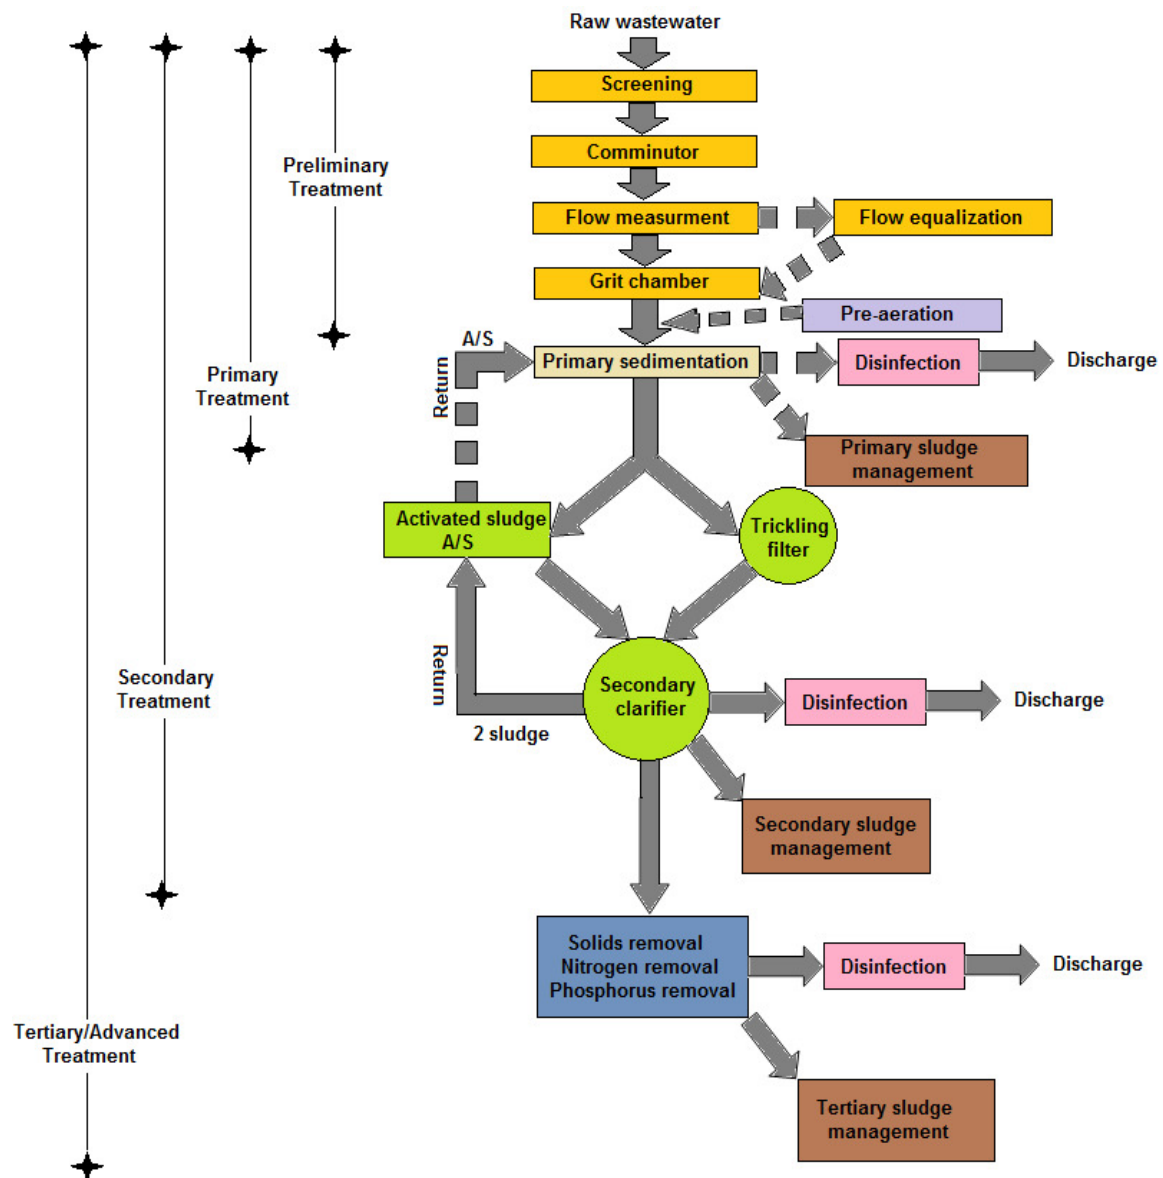 Raw wastewater
Screening
Comminutor
Preliminary
Treatment
Flow measurment
Flow equalization
Grit chamber
Pre-aeration
A/S
Return
Primary sedimentation
Disinfection
Discharge
Primary
Treatment
Primary sludge
management
Activated sludge
A/S
Trickling
filter
Secondary
Treatment
Return
2 sludge
Secondary
clarifier
Disinfection
Discharge
Secondary sludge
management
Solids removal
Nitrogen removal
Phosphorus removal
Disinfection
Discharge
Tertiary/Advanced
Treatment
Tertiary sludge
management